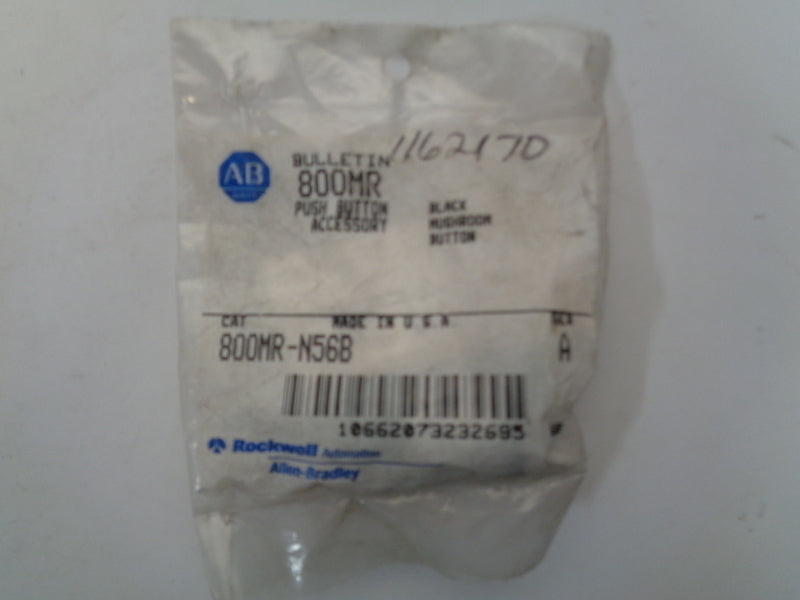 1162170
AB
BULLETIN
800MR
PUSH BUTTON
ACCESSORY
BLACK
MUSHROOM
BUTTON
CAT
MADE IN U.S.A.
SER
800MR-N56B
A
10662073232695
Rockwell Automation
Allen-Bradley